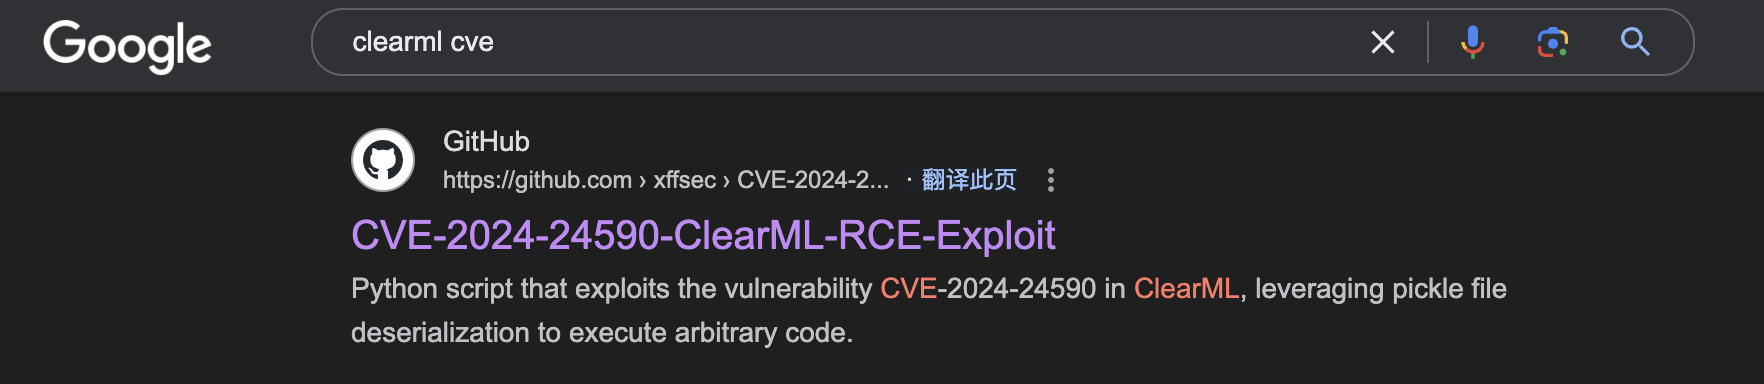 Google
clearml cve
GitHub
https://github.com › xffsec › CVE-2024-2... · 翻译此页
CVE-2024-24590-ClearML-RCE-Exploit
Python script that exploits the vulnerability CVE-2024-24590 in ClearML, leveraging pickle file
deserialization to execute arbitrary code.